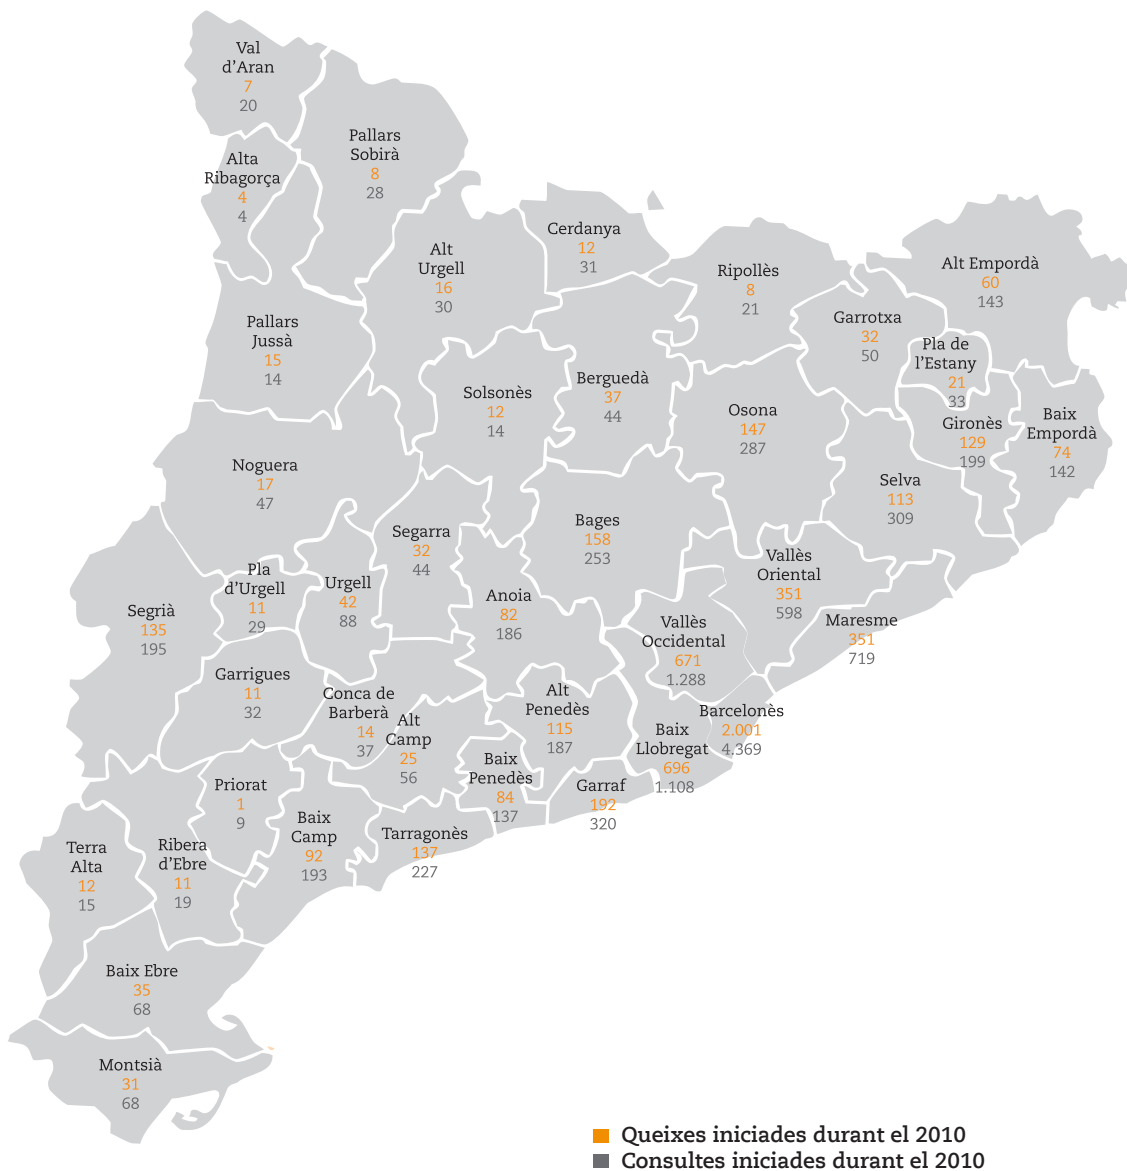 Val
d'Aran
7
20
Pallars
Sobirà
8
28
Alta
Ribagorça
4
4
Cerdanya
12
31
Alt
Urgell
16
30
Ripollès
8
21
Alt Empordà
60
143
Garrotxa
32
50
Pla de
l'Estany
21
33
Pallars
Jussà
15
14
Solsonès
12
14
Berguedà
37
44
Osona
147
287
Gironès
129
199
Baix
Empordà
74
142
Noguera
17
47
Selva
113
309
Segarra
32
44
Bages
158
253
Vallès
Oriental
351
598
Pla
d'Urgell
11
29
Urgell
42
88
Anoia
82
186
Segrià
135
195
Vallès
Occidental
671
1.288
Maresme
351
719
Garrigues
11
32
Conca de
Barberà
14
37
Alt
Camp
25
56
Alt
Penedès
115
187
Barcelonès
2.001
4.369
Baix
Llobregat
696
1.108
Baix
Penedès
84
137
Garraf
192
320
Priorat
1
9
Baix
Camp
92
193
Tarragonès
137
227
Terra
Alta
12
15
Ribera
d'Ebre
11
19
Baix Ebre
35
68
Montsià
31
68
Queixes iniciades durant el 2010
Consultes iniciades durant el 2010